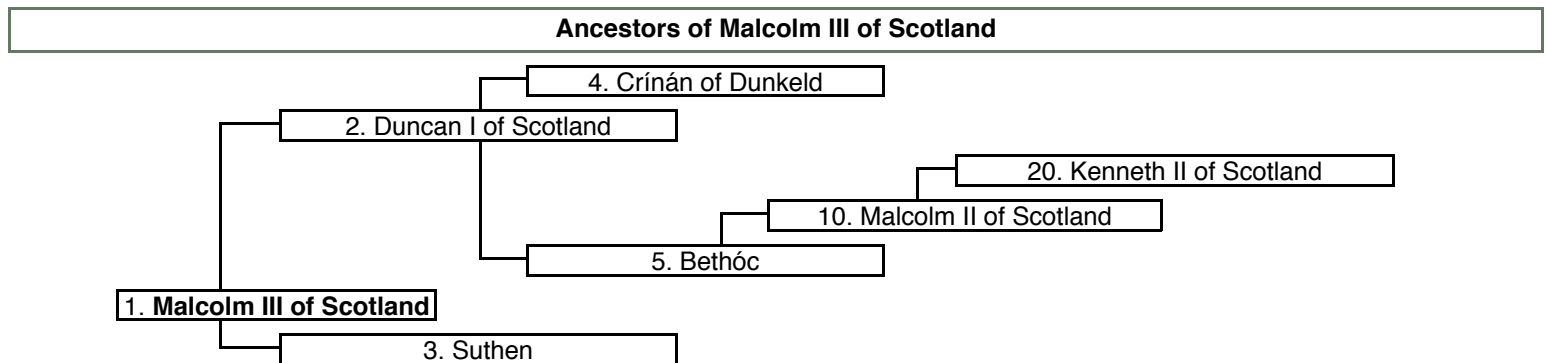 Ancestors of Malcolm III of Scotland
4. Crínán of Dunkeld
2. Duncan I of Scotland
20. Kenneth II of Scotland
10. Malcolm II of Scotland
5. Bethóc
1. Malcolm III of Scotland
3. Suthen